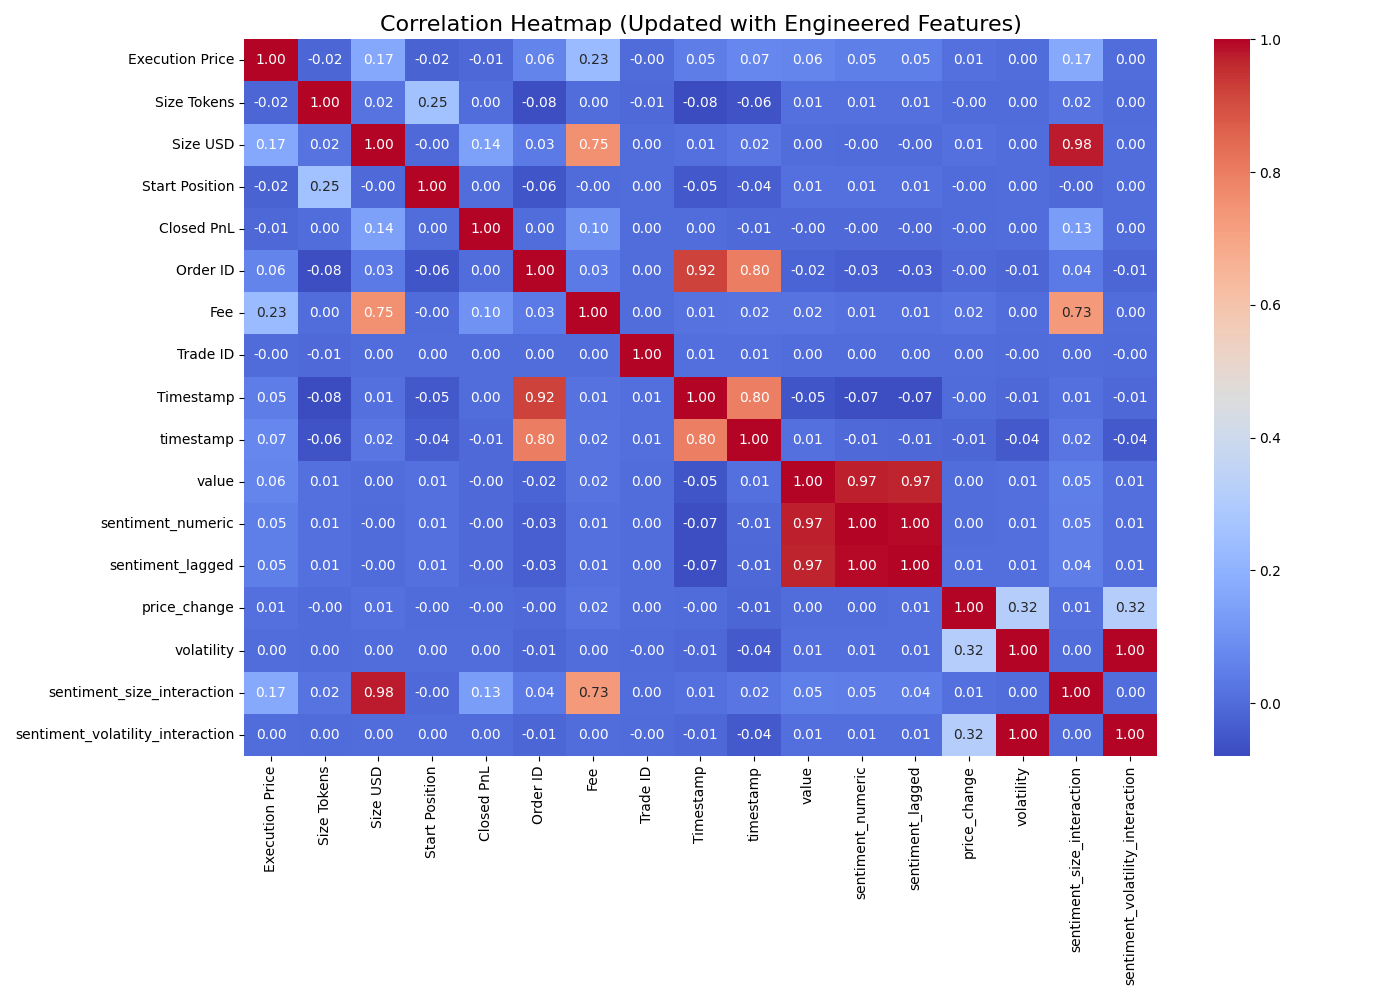 Correlation Heatmap (Updated with Engineered Features)
Execution Price 1.00 -0.02 0.17 -0.02 -0.01 0.06 0.23 -0.00 0.05 0.07 0.06 0.05 0.05 0.01 0.00 0.17 0.00
Size Tokens -0.02 1.00 0.02 0.25 0.00 -0.08 0.00 -0.01 -0.08 -0.06 0.01 0.01 0.01 -0.00 0.00 0.02 0.00
Size USD 0.17 0.02 1.00 -0.00 0.14 0.03 0.75 0.00 0.01 0.02 0.00 -0.00 -0.00 0.01 0.00 0.98 0.00
Start Position -0.02 0.25 -0.00 1.00 0.00 -0.06 -0.00 0.00 -0.05 -0.04 0.01 0.01 0.01 -0.00 0.00 -0.00 0.00
Closed PnL -0.01 0.00 0.14 0.00 1.00 0.00 0.10 0.00 0.00 -0.01 -0.00 -0.00 -0.00 -0.00 0.00 0.13 0.00
Order ID 0.06 -0.08 0.03 -0.06 0.00 1.00 0.03 0.00 0.92 0.80 -0.02 -0.03 -0.03 -0.00 -0.01 0.04 -0.01
Fee 0.23 0.00 0.75 -0.00 0.10 0.03 1.00 0.00 0.01 0.02 0.02 0.01 0.01 0.02 0.00 0.73 0.00
Trade ID -0.00 -0.01 0.00 0.00 0.00 0.00 0.00 1.00 0.01 0.01 0.00 0.00 0.00 0.00 -0.00 0.00 -0.00
Timestamp 0.05 -0.08 0.01 -0.05 0.00 0.92 0.01 0.01 1.00 0.80 -0.05 -0.07 -0.07 -0.00 -0.01 0.01 -0.01
timestamp 0.07 -0.06 0.02 -0.04 -0.01 0.80 0.02 0.01 0.80 1.00 0.01 -0.01 -0.01 -0.01 -0.04 0.02 -0.04
value 0.06 0.01 0.00 0.01 -0.00 -0.02 0.02 0.00 -0.05 0.01 1.00 0.97 0.97 0.00 0.01 0.05 0.01
sentiment_numeric 0.05 0.01 -0.00 0.01 -0.00 -0.03 0.01 0.00 -0.07 -0.01 0.97 1.00 1.00 0.00 0.01 0.05 0.01
sentiment_lagged 0.05 0.01 -0.00 0.01 -0.00 -0.03 0.01 0.00 -0.07 -0.01 0.97 1.00 1.00 0.01 0.01 0.04 0.01
price_change 0.01 -0.00 0.01 -0.00 -0.00 -0.00 0.02 0.00 -0.00 -0.01 0.00 0.00 0.01 1.00 0.32 0.01 0.32
volatility 0.00 0.00 0.00 0.00 0.00 -0.01 0.00 -0.00 -0.01 -0.04 0.01 0.01 0.01 0.32 1.00 0.00 1.00
sentiment_size_interaction 0.17 0.02 0.98 -0.00 0.13 0.04 0.73 0.00 0.01 0.02 0.05 0.05 0.04 0.01 0.00 1.00 0.00
sentiment_volatility_interaction 0.00 0.00 0.00 0.00 0.00 -0.01 0.00 -0.00 -0.01 -0.04 0.01 0.01 0.01 0.32 1.00 0.00 1.00
Execution Price
Size Tokens
Size USD
Start Position
Closed PnL
Order ID
Fee
Trade ID
Timestamp
timestamp
value
sentiment_numeric
sentiment_lagged
price_change
volatility
sentiment_size_interaction
sentiment_volatility_interaction
1.0
0.8
0.6
0.4
0.2
0.0